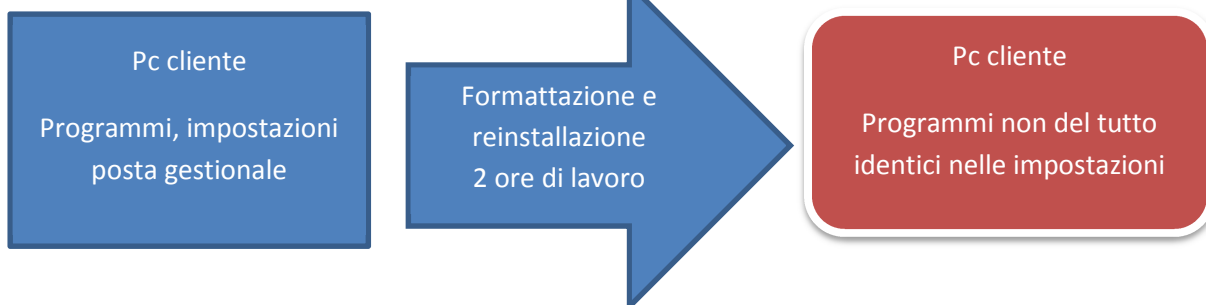 Pc cliente
Programmi, impostazioni
posta gestionale
Formattazione e
reinstallazione
2 ore di lavoro
Pc cliente
Programmi non del tutto
identici nelle impostazioni